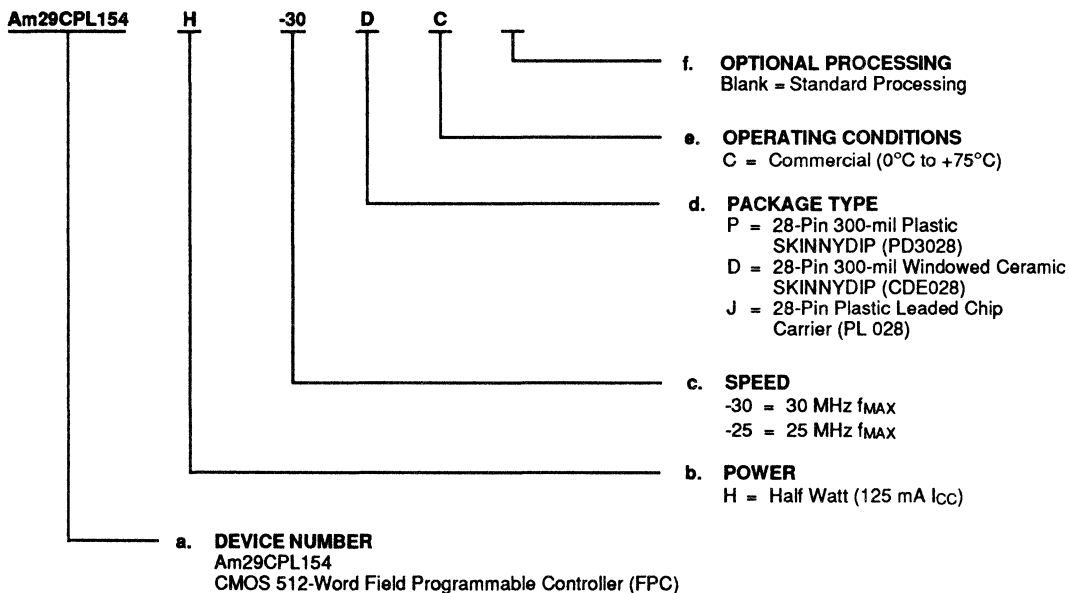 Am29CPL154 H -30 D C
f. OPTIONAL PROCESSING
Blank = Standard Processing
e. OPERATING CONDITIONS
C = Commercial (0°C to +75°C)
d. PACKAGE TYPE
P = 28-Pin 300-mil Plastic
SKINNYDIP (PD3028)
D = 28-Pin 300-mil Windowed Ceramic
SKINNYDIP (CDE028)
J = 28-Pin Plastic Leaded Chip
Carrier (PL 028)
c. SPEED
-30 = 30 MHz fMAX
-25 = 25 MHz fMAX
b. POWER
H = Half Watt (125 mA ICC)
a. DEVICE NUMBER
Am29CPL154
CMOS 512-Word Field Programmable Controller (FPC)